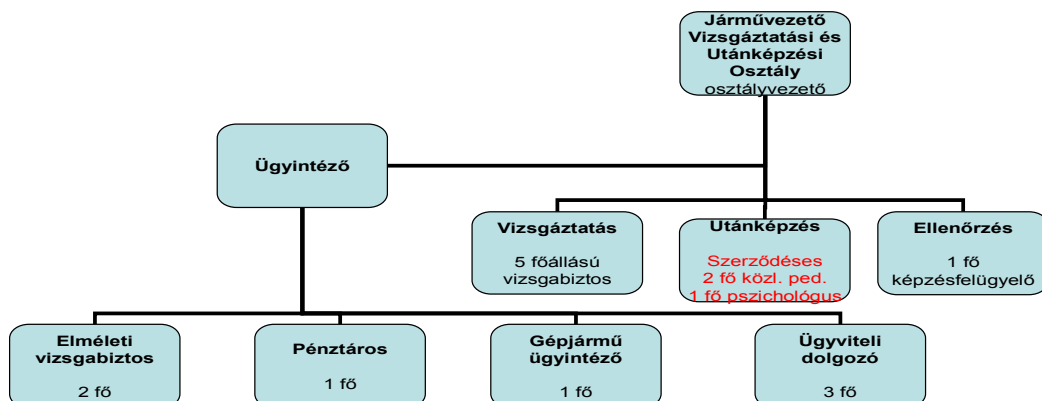 Járművezető
Vizsgáztatási és
Utánképzési
Osztály
osztályvezető
Ügyintéző
Vizsgáztatás
5 főállású
vizsgabiztos
Utánképzés
Szerződéses
2 fő közl. ped.
1 fő pszichológus
Ellenőrzés
1 fő
képzésfelügyelő
Elméleti
vizsgabiztos
2 fő
Pénztáros
1 fő
Gépjármű
ügyintéző
1 fő
Ügyviteli
dolgozó
3 fő